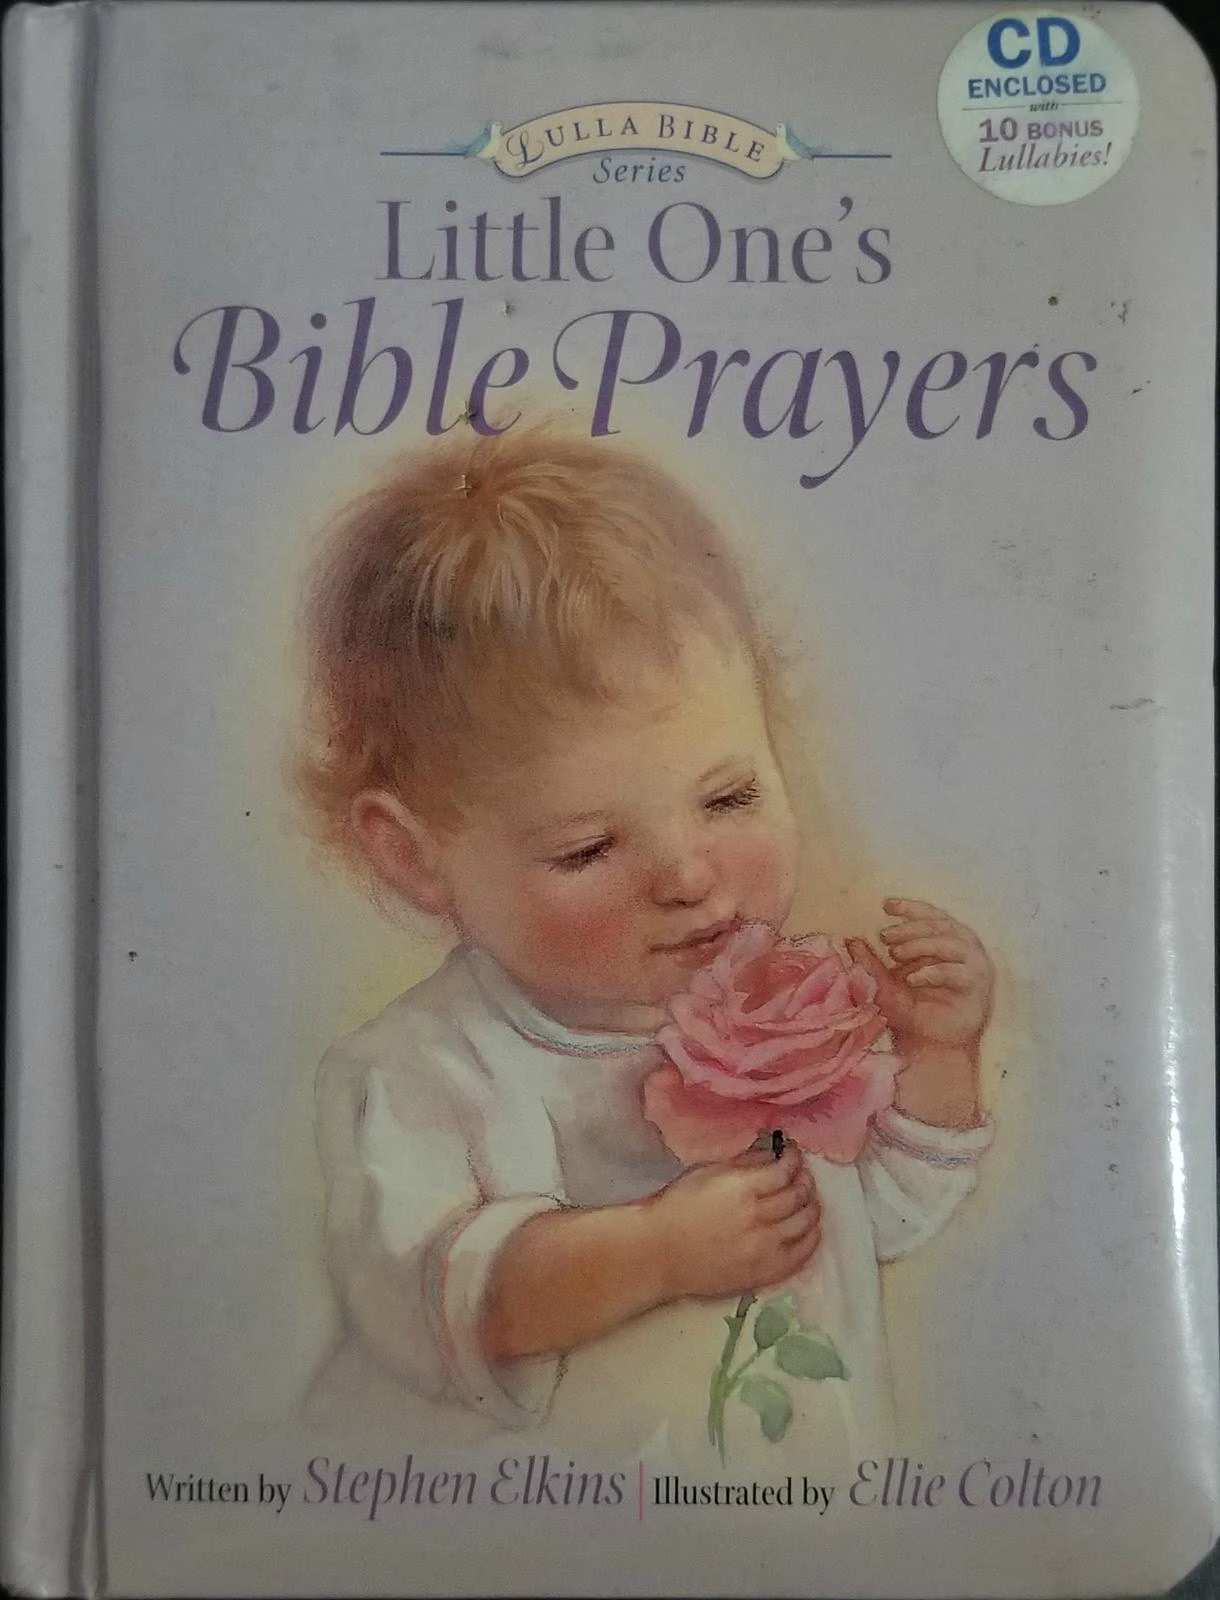 CD
ENCLOSED
with
10 BONUS
Lullabies!
LULLA BIBLE
Series
Little One's
Bible Prayers
Written by Stephen Elkins | Illustrated by Ellie Colton